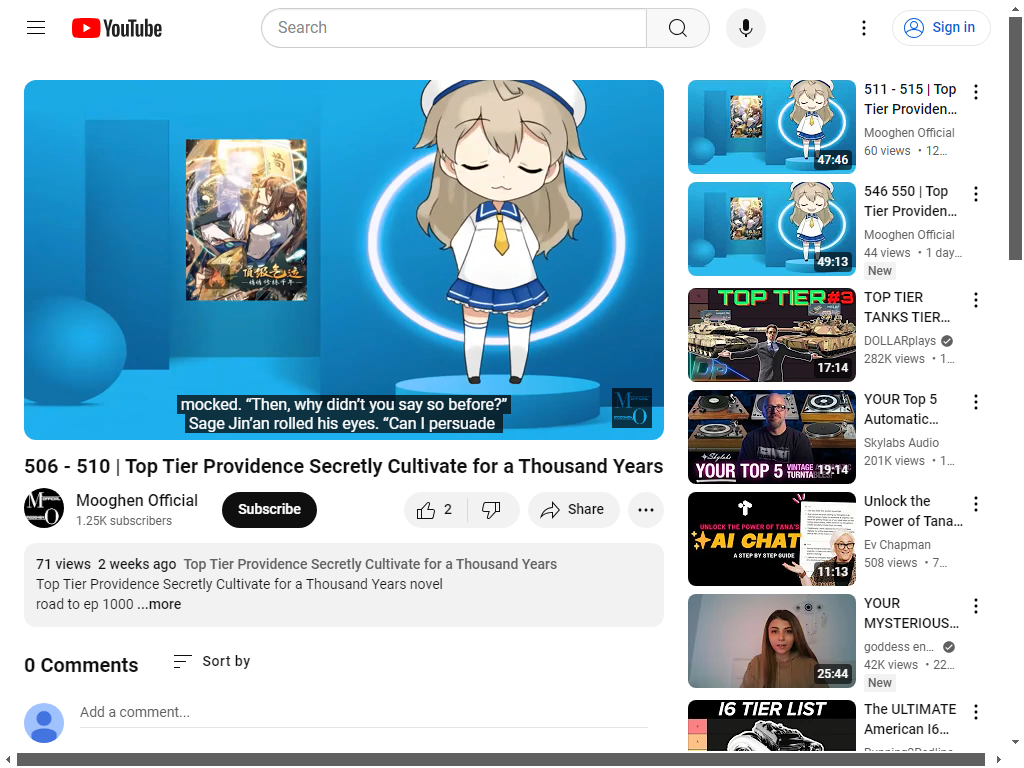 YouTube
Search
Sign in
頂級氣運
mocked. “Then, why didn’t you say so before?”
Sage Jin’an rolled his eyes. “Can I persuade
506 - 510 | Top Tier Providence Secretly Cultivate for a Thousand Years
Mooghen Official
1.25K subscribers
Subscribe
2
Share
71 views 2 weeks ago Top Tier Providence Secretly Cultivate for a Thousand Years
Top Tier Providence Secretly Cultivate for a Thousand Years novel
road to ep 1000 ...more
0 Comments
Sort by
Add a comment...
47:46
511 - 515 | Top
Tier Providen...
Mooghen Official
60 views • 12...
49:13
546 550 | Top
Tier Providen...
Mooghen Official
44 views • 1 day...
New
TOP TIER#3
17:14
TOP TIER
TANKS TIER...
DOLLARplays
282K views • 1...
Skylabs
YOUR TOP 5 VINTAGE
TURNTA
19:14
YOUR Top 5
Automatic...
Skylabs Audio
201K views • 1...
UNLOCK THE POWER OF TANA'S
AI CHAT
A STEP BY STEP GUIDE
11:13
Unlock the
Power of Tana...
Ev Chapman
508 views • 7...
25:44
YOUR
MYSTERIOUS...
goddess en...
42K views • 22...
New
I6 TIER LIST
The ULTIMATE
American I6...